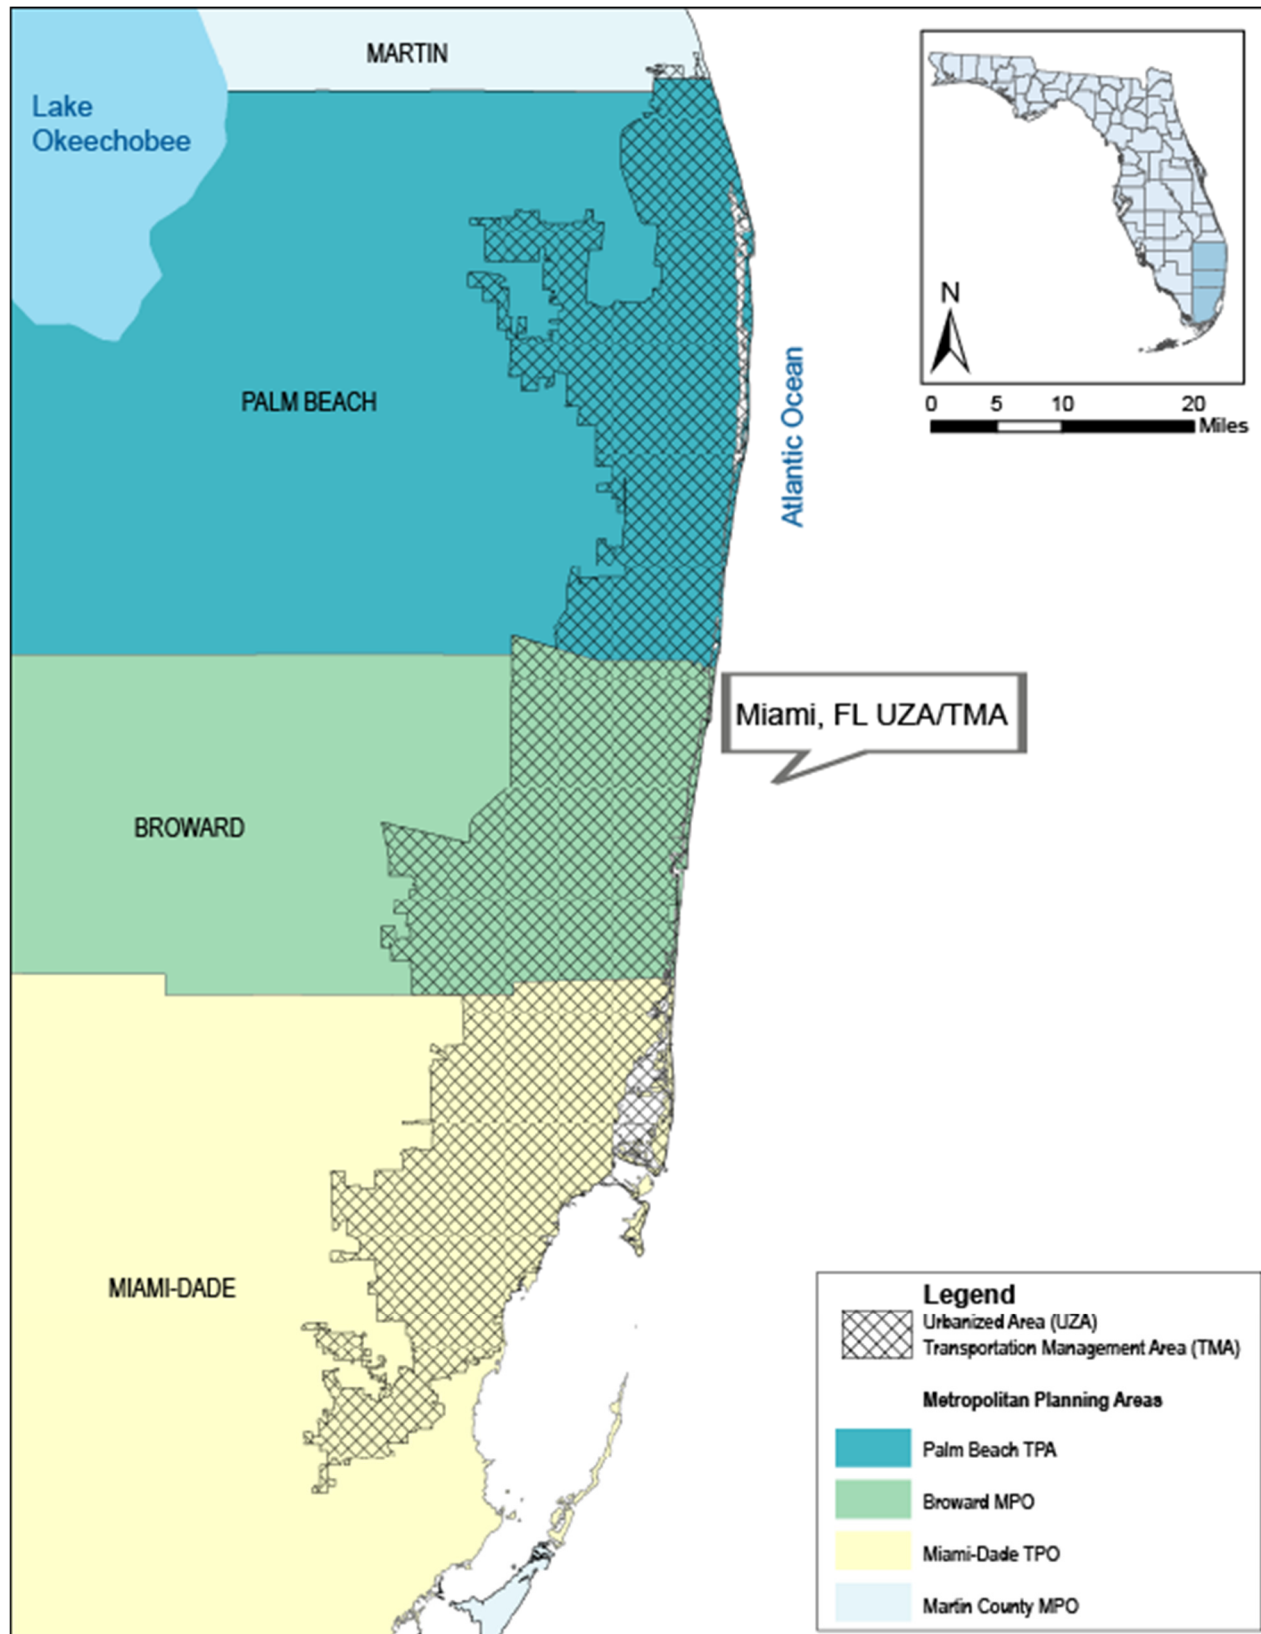 MARTIN
Lake
Okeechobee
N
0 5 10 20
Miles
PALM BEACH
Atlantic Ocean
Miami, FL UZA/TMA
BROWARD
MIAMI-DADE
Legend
Urbanized Area (UZA)
Transportation Management Area (TMA)
Metropolitan Planning Areas
Palm Beach TPA
Broward MPO
Miami-Dade TPO
Martin County MPO